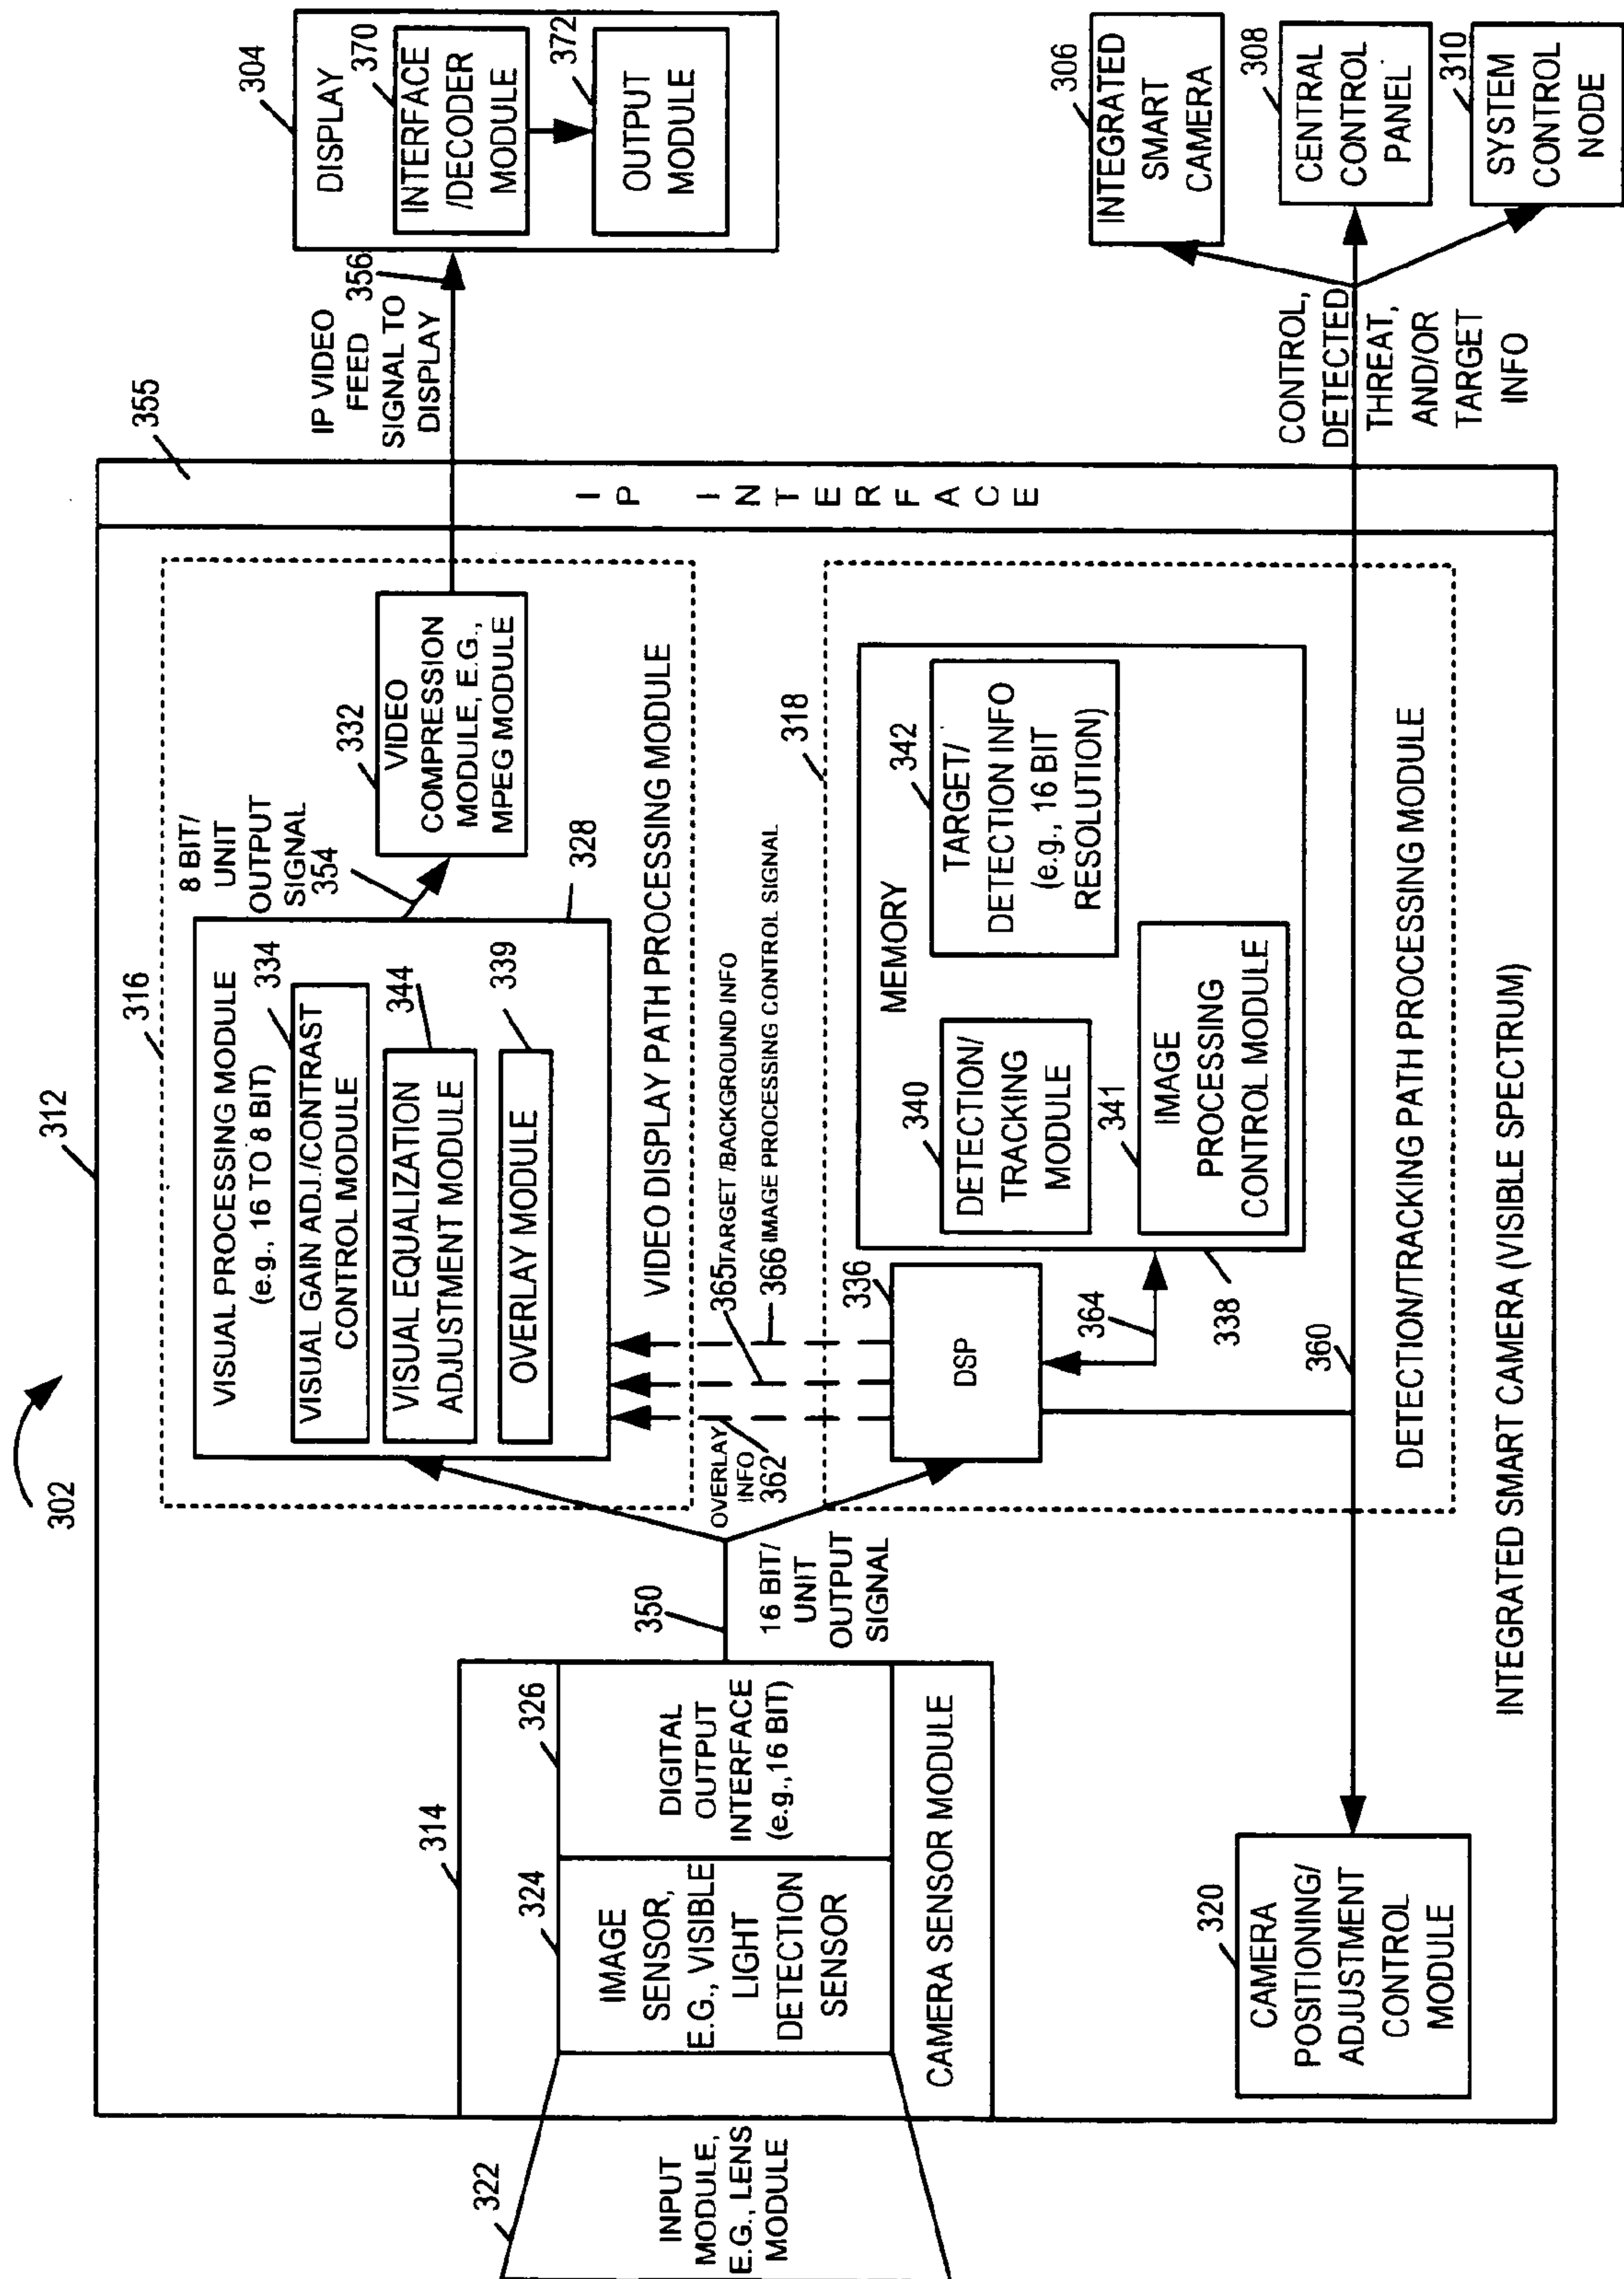 302
312
355
316
VISUAL PROCESSING MODULE
(e.g., 16 TO 8 BIT)
334
VISUAL GAIN ADJ./CONTRAST
CONTROL MODULE
344
VISUAL EQUALIZATION
ADJUSTMENT MODULE
339
OVERLAY MODULE
328
8 BIT/
UNIT
OUTPUT
SIGNAL
354
332
VIDEO
COMPRESSION
MODULE, E.G.,
MPEG MODULE
VIDEO DISPLAY PATH PROCESSING MODULE
IP INTERFACE
IP VIDEO
FEED
SIGNAL TO
DISPLAY
356
304
DISPLAY
370
INTERFACE
/DECODER
MODULE
372
OUTPUT
MODULE
322
INPUT
MODULE,
E.G., LENS
MODULE
314
324
IMAGE
SENSOR,
E.G., VISIBLE
LIGHT
DETECTION
SENSOR
326
DIGITAL
OUTPUT
INTERFACE
(e.g.,16 BIT)
CAMERA SENSOR MODULE
350
16 BIT/
UNIT
OUTPUT
SIGNAL
OVERLAY
INFO
362
365 TARGET /BACKGROUND INFO
366 IMAGE PROCESSING CONTROL SIGNAL
318
336
DSP
364
338
MEMORY
340
DETECTION/
TRACKING
MODULE
342
TARGET/
DETECTION INFO
(e.g., 16 BIT
RESOLUTION)
341
IMAGE
PROCESSING
CONTROL MODULE
360
DETECTION/TRACKING PATH PROCESSING MODULE
320
CAMERA
POSITIONING/
ADJUSTMENT
CONTROL
MODULE
INTEGRATED SMART CAMERA (VISIBLE SPECTRUM)
CONTROL,
DETECTED
THREAT,
AND/OR
TARGET
INFO
306
INTEGRATED
SMART
CAMERA
308
CENTRAL
CONTROL
PANEL
310
SYSTEM
CONTROL
NODE